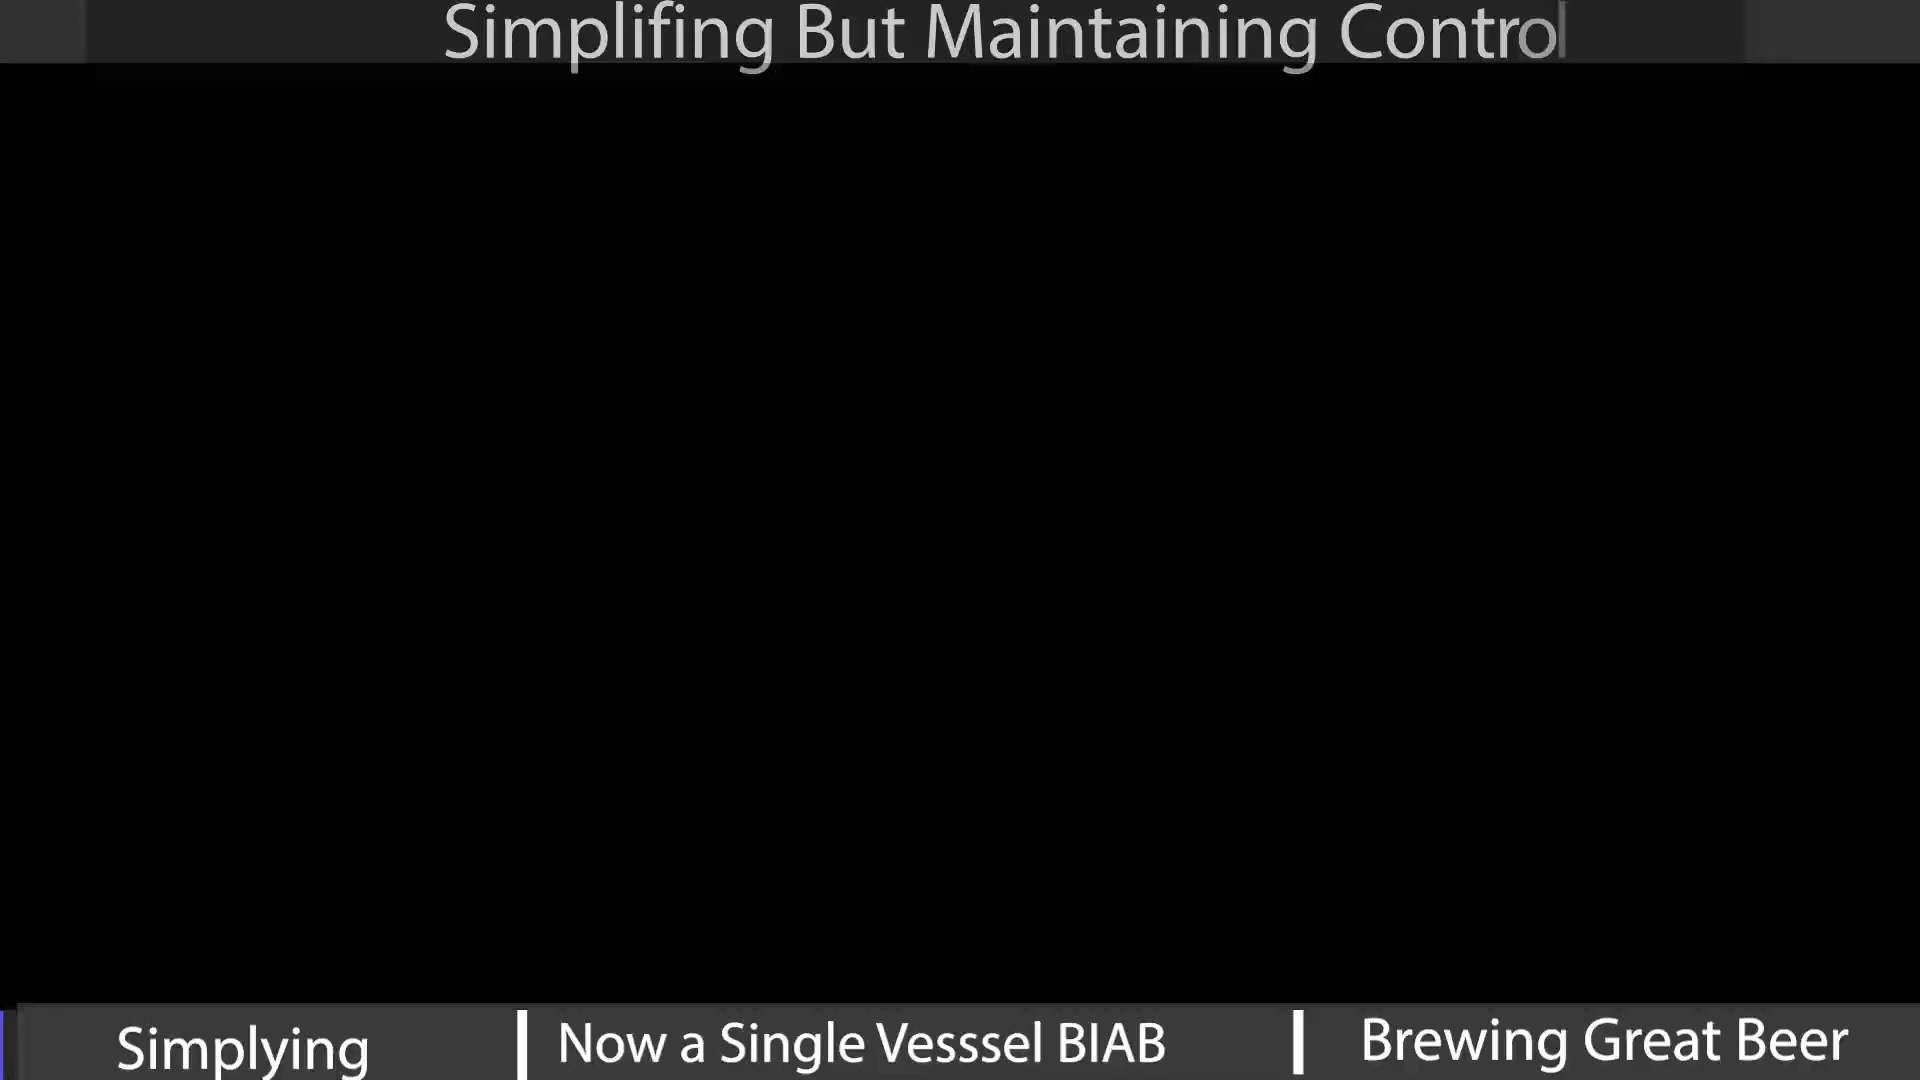 Simplifing But Maintaining Control
Simplying
Now a Single Vesssel BIAB
Brewing Great Beer